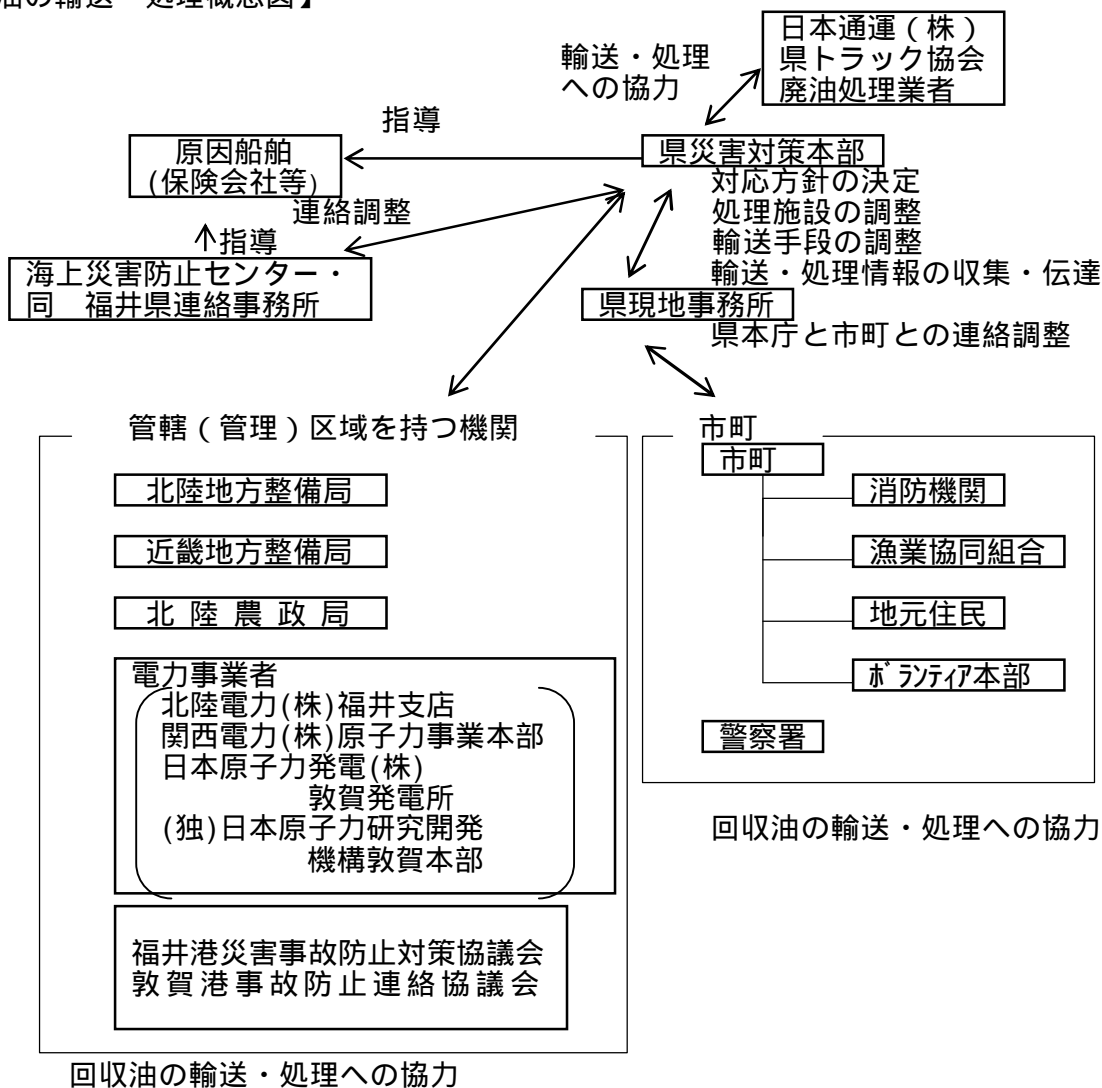 油の輸送・処理概念図】
日本通運（株）
県トラック協会
廃油処理業者
輸送・処理
への協力
指導
原因船舶
(保険会社等)
県災害対策本部
対応方針の決定
処理施設の調整
輸送手段の調整
輸送・処理情報の収集・伝達
連絡調整
指導
海上災害防止センター・
同　福井県連絡事務所
県現地事務所
県本庁と市町との連絡調整
管轄（管理）区域を持つ機関
北陸地方整備局
近畿地方整備局
北 陸 農 政 局
電力事業者
北陸電力(株)福井支店
関西電力(株)原子力事業本部
日本原子力発電(株)
敦賀発電所
(独)日本原子力研究開発
機構敦賀本部
福井港災害事故防止対策協議会
敦賀港事故防止連絡協議会
回収油の輸送・処理への協力
市町
市町
消防機関
漁業協同組合
地元住民
ﾎﾞﾗﾝﾃｨｱ本部
警察署
回収油の輸送・処理への協力